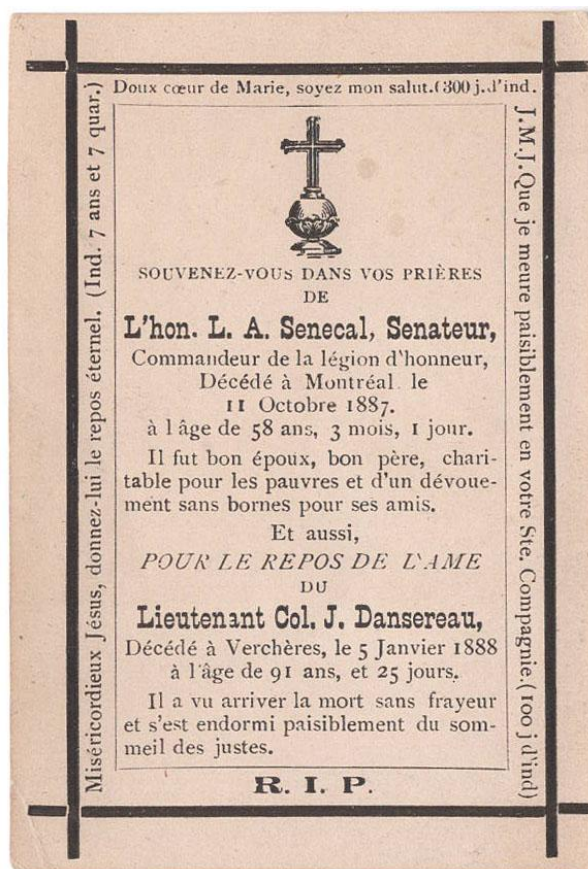 Doux cœur de Marie, soyez mon salut.(300 j.d'ind.
Miséricordieux Jésus, donnez-lui le repos éternel. (Ind. 7 ans et 7 quar.)
J.M.J. Que je meure paisiblement en votre Ste. Compagnie.(100 j d'ind)
SOUVENEZ-VOUS DANS VOS PRIÈRES
DE
L'hon. L. A. Senecal, Senateur,
Commandeur de la légion d'honneur,
Décédé à Montréal le
11 Octobre 1887.
à l âge de 58 ans, 3 mois, 1 jour.
Il fut bon époux, bon père, chari-
table pour les pauvres et d'un dévoue-
ment sans bornes pour ses amis.
Et aussi,
POUR LE REPOS DE L'AME
DU
Lieutenant Col. J. Dansereau,
Décédé à Verchères, le 5 Janvier 1888
à l'âge de 91 ans, et 25 jours.
Il a vu arriver la mort sans frayeur
et s'est endormi paisiblement du som-
meil des justes.
R. I. P.